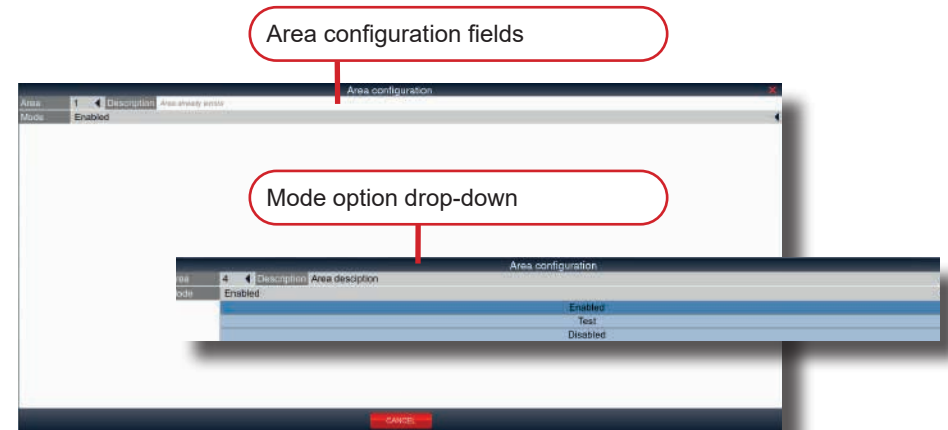 Area configuration fields
Area configuration
Area 1 Description Area already exists
Mode Enabled
Mode option drop-down
Area configuration
rea 4 Description Area desciption
ode Enabled
Enabled
Test
Disabled
CANCEL